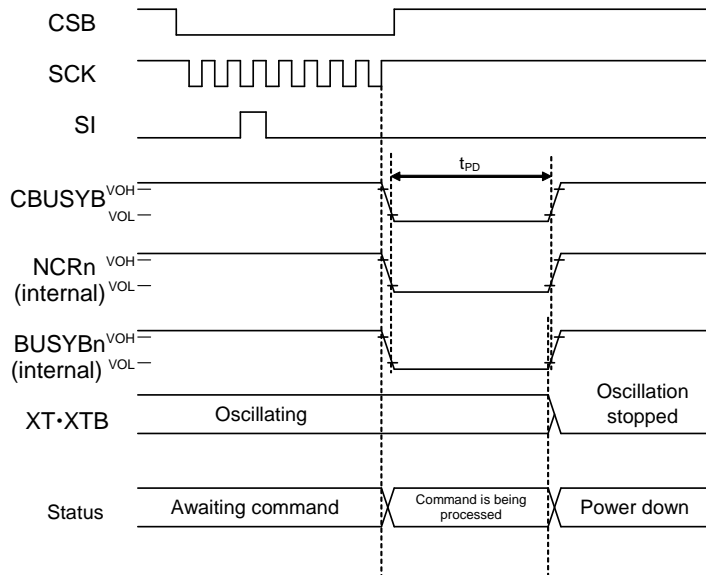 CSB
SCK
SI
tPD
CBUSYB VOH
VOL
NCRn VOH
(internal) VOL
BUSYBn VOH
(internal) VOL
XT•XTB
Oscillating
Oscillation
stopped
Status
Awaiting command
Command is being
processed
Power down